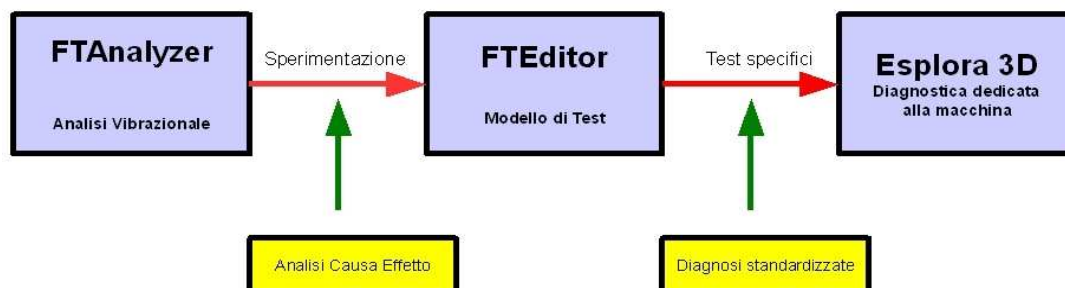 FTAnalyzer
Analisi Vibrazionale
Sperimentazione
FTEditor
Modello di Test
Test specifici
Esplora 3D
Diagnostica dedicata
alla macchina
Analisi Causa Effetto
Diagnosi standardizzate